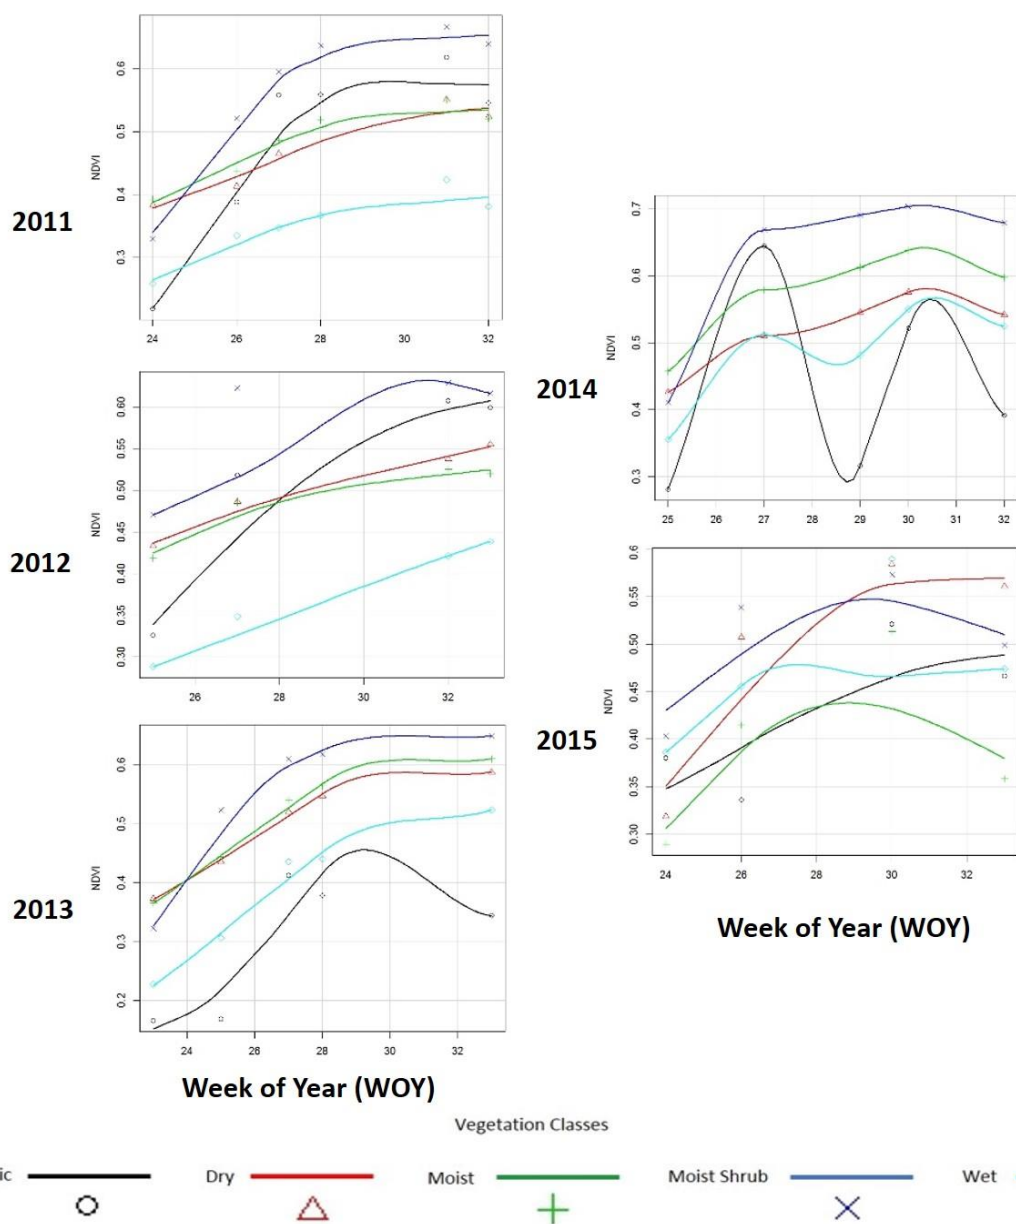 0.6
0.5
0.4
0.3
NDVI
24 26 28 30 32
2011
0.60
0.55
0.50
0.45
0.40
0.35
0.30
NDVI
26 28 30 32
2012
0.6
0.5
0.4
0.3
0.2
NDVI
24 26 28 30 32
2013
Week of Year (WOY)
0.7
0.6
0.5
0.4
0.3
NDVI
25 26 27 28 29 30 31 32
2014
0.6
0.55
0.50
0.45
0.40
0.35
0.30
NDVI
24 26 28 30 32
2015
Week of Year (WOY)
Vegetation Classes
ic Dry Moist Moist Shrub Wet